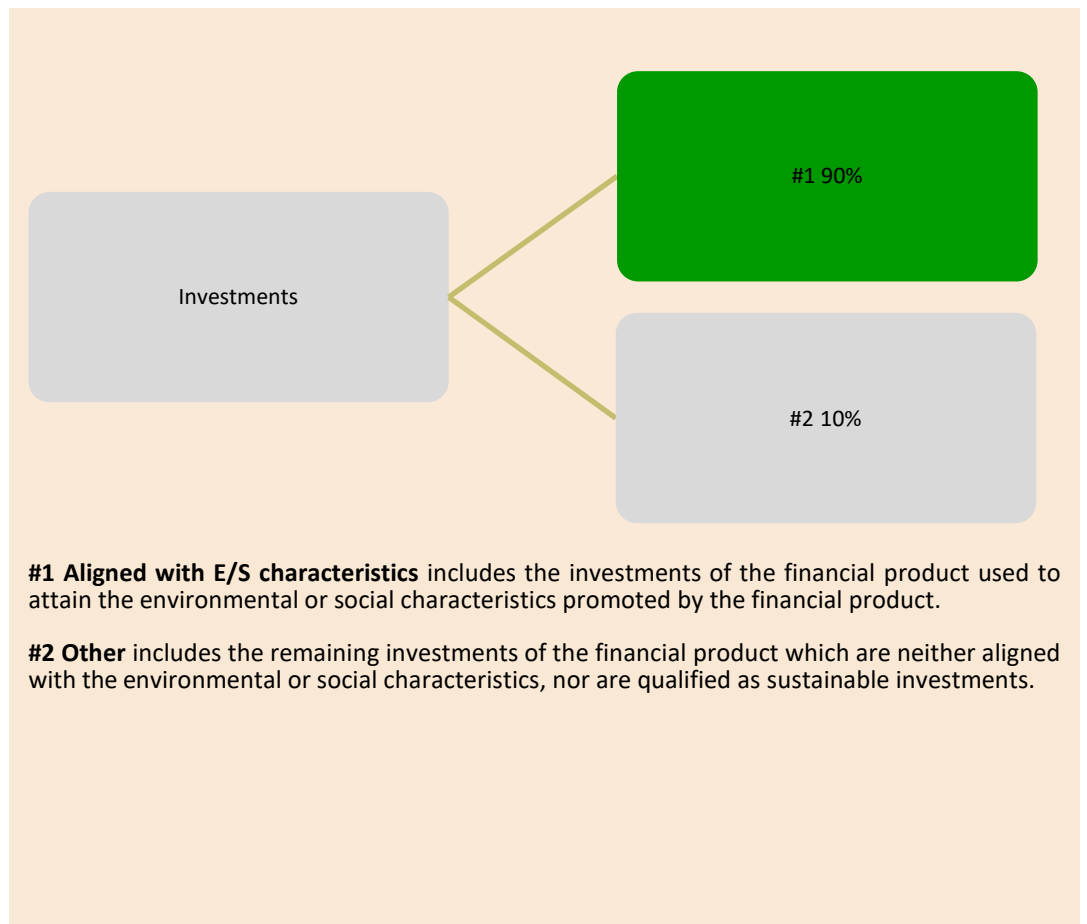 #1 90%
Investments
#2 10%
#1 Aligned with E/S characteristics includes the investments of the financial product used to
attain the environmental or social characteristics promoted by the financial product.
#2 Other includes the remaining investments of the financial product which are neither aligned
with the environmental or social characteristics, nor are qualified as sustainable investments.